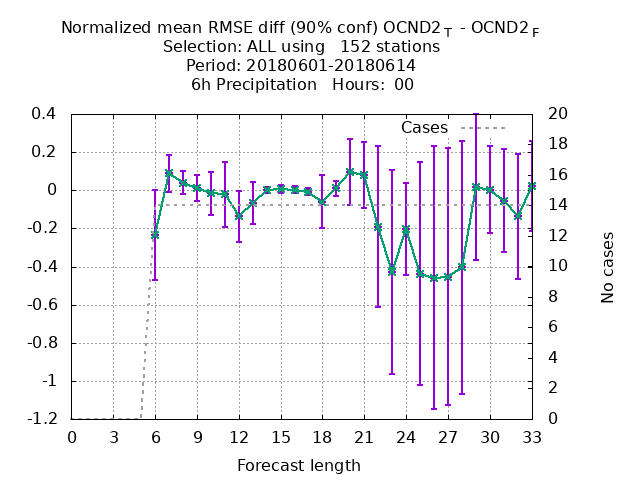 Normalized mean RMSE diff (90% conf) OCND2 T - OCND2 F
Selection: ALL using 152 stations
Period: 20180601-20180614
6h Precipitation Hours: 00
Cases
0.4
0.2
0
-0.2
-0.4
-0.6
-0.8
-1
-1.2
20
18
16
14
12
10
8
6
4
2
0
No cases
0 3 6 9 12 15 18 21 24 27 30 33
Forecast length